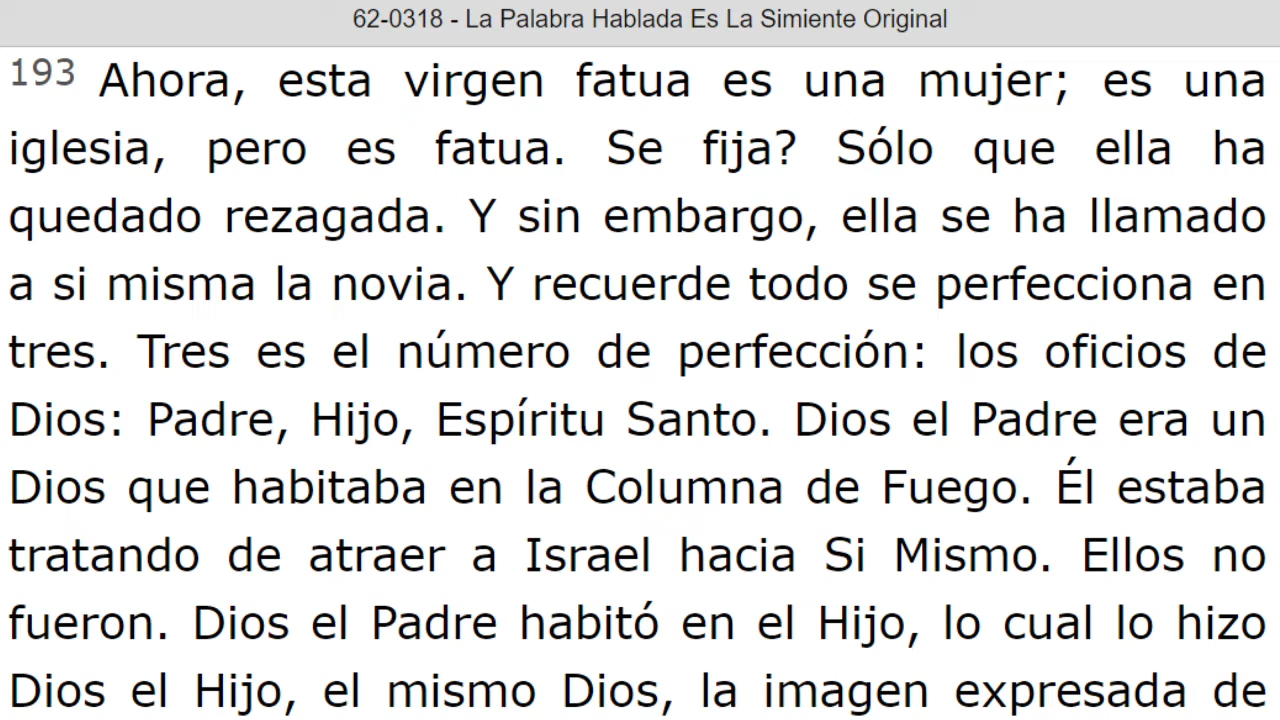 62-0318 - La Palabra Hablada Es La Simiente Original
193 Ahora, esta virgen fatua es una mujer; es una
iglesia, pero es fatua. Se fija? Sólo que ella ha
quedado rezagada. Y sin embargo, ella se ha llamado
a si misma la novia. Y recuerde todo se perfecciona en
tres. Tres es el número de perfección: los oficios de
Dios: Padre, Hijo, Espíritu Santo. Dios el Padre era un
Dios que habitaba en la Columna de Fuego. Él estaba
tratando de atraer a Israel hacia Si Mismo. Ellos no
fueron. Dios el Padre habitó en el Hijo, lo cual lo hizo
Dios el Hijo, el mismo Dios, la imagen expresada de